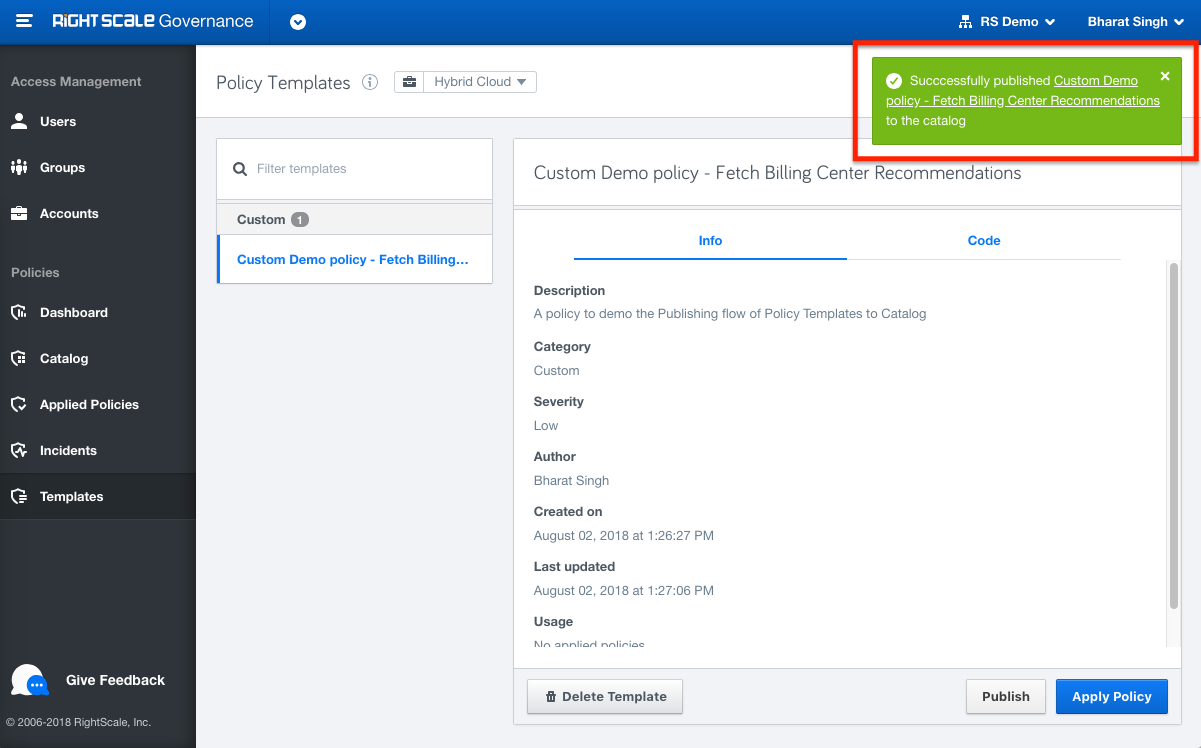 RIGHTSCALE Governance
RS Demo
Bharat Singh
Access Management
Users
Groups
Accounts
Policies
Dashboard
Catalog
Applied Policies
Incidents
Templates
Give Feedback
© 2006-2018 RightScale, Inc.
Policy Templates
Hybrid Cloud
Succcessfully published Custom Demo
policy - Fetch Billing Center Recommendations
to the catalog
Filter templates
Custom 1
Custom Demo policy - Fetch Billing...
Custom Demo policy - Fetch Billing Center Recommendations
Info
Code
Description
A policy to demo the Publishing flow of Policy Templates to Catalog
Category
Custom
Severity
Low
Author
Bharat Singh
Created on
August 02, 2018 at 1:26:27 PM
Last updated
August 02, 2018 at 1:27:06 PM
Usage
No applied policies
Delete Template
Publish
Apply Policy